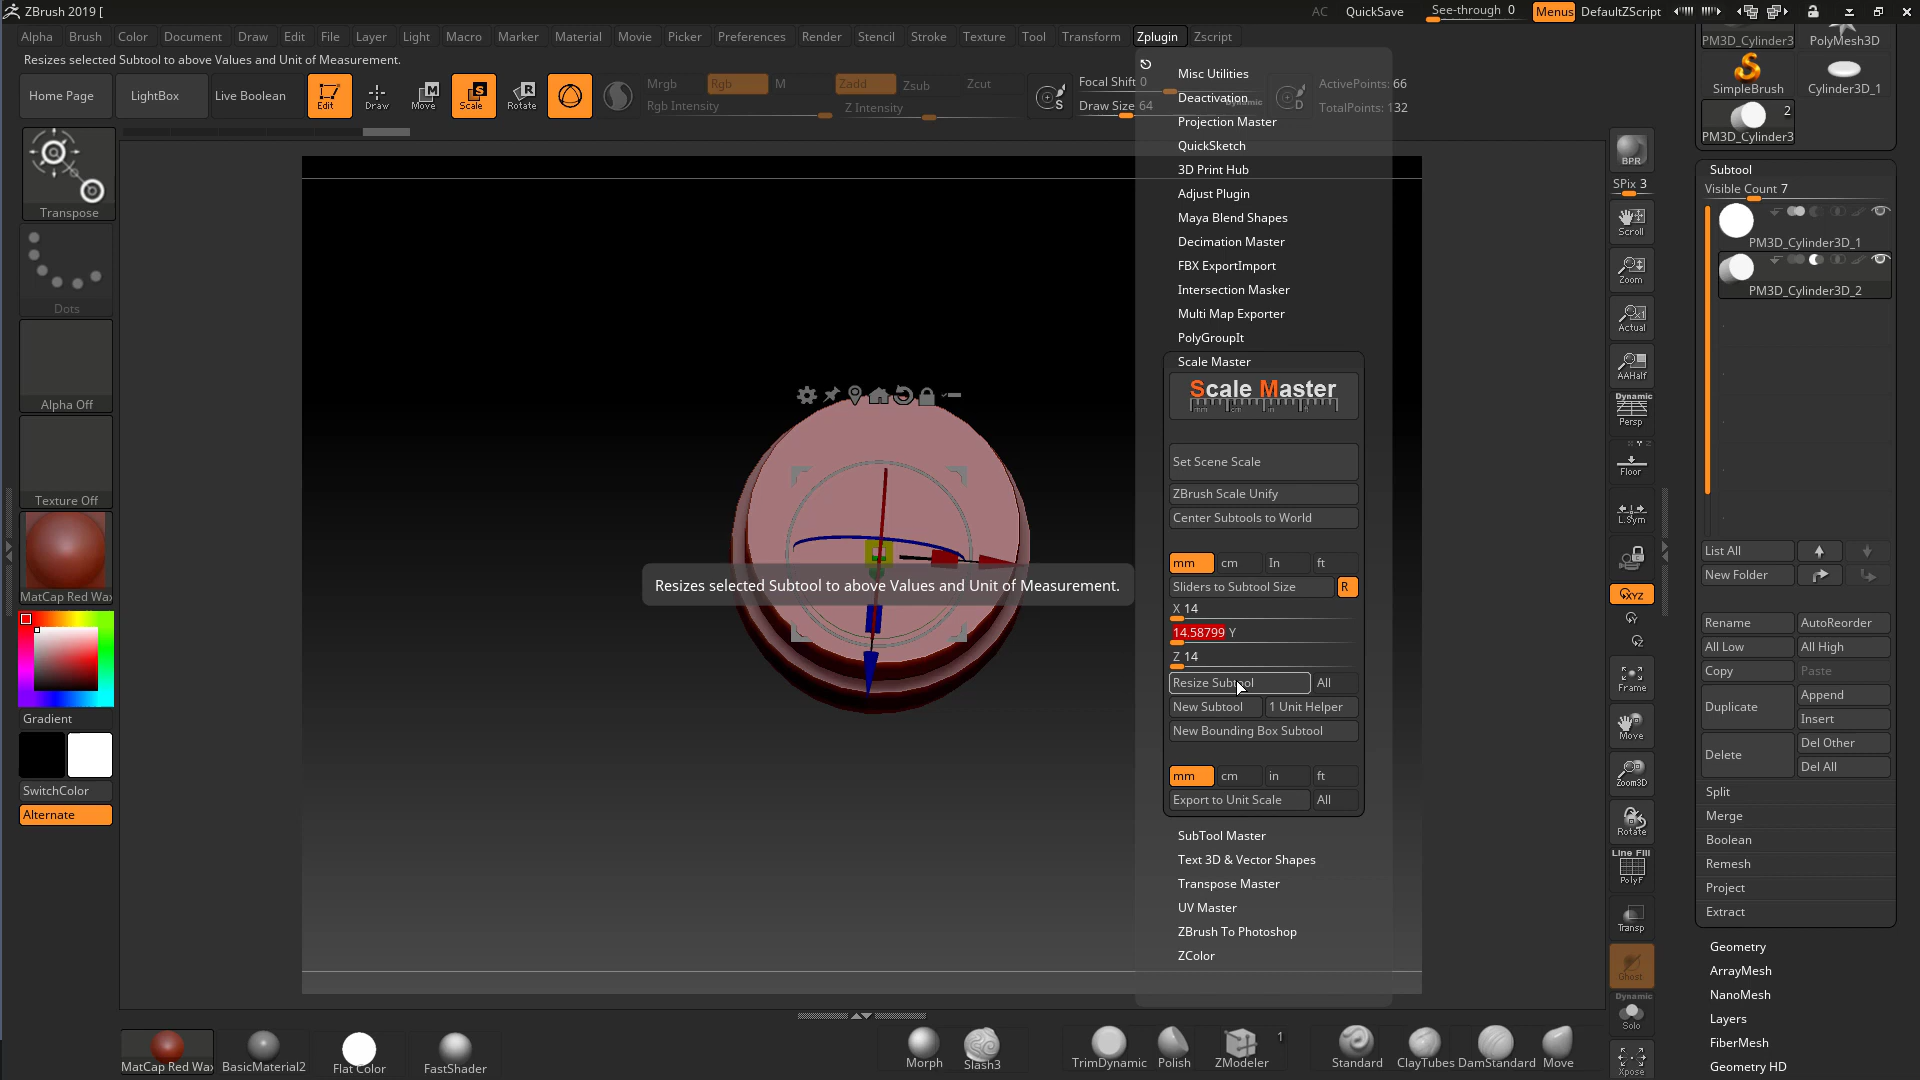 ZBrush 2019 [
AC QuickSave See-through 0 Menus DefaultZScript
Alpha Brush Color Document Draw Edit File Layer Light Macro Marker Material Movie Picker Preferences Render Stencil Stroke Texture Tool Transform Zplugin Zscript
Resizes selected Subtool to above Values and Unit of Measurement.
Home Page LightBox Live Boolean Edit Draw Move Scale Rotate
Mrgb Rgb M Zadd Zsub Zcut
Rgb Intensity Z Intensity
Focal Shift 0
Draw Size 64
Dynamic
S
D
ActivePoints: 66
TotalPoints: 132
Transpose
Dots
Alpha Off
Texture Off
MatCap Red Wax
Gradient
SwitchColor
Alternate
Misc Utilities
Deactivation
Projection Master
QuickSketch
3D Print Hub
Adjust Plugin
Maya Blend Shapes
Decimation Master
FBX ExportImport
Intersection Masker
Multi Map Exporter
PolyGroupIt
Scale Master
Scale Master
mm cm in ft
Set Scene Scale
ZBrush Scale Unify
Center Subtools to World
mm cm In ft
Sliders to Subtool Size R
X 14
14.58799 Y
Z 14
Resize Subtool All
New Subtool 1 Unit Helper
New Bounding Box Subtool
mm cm in ft
Export to Unit Scale All
SubTool Master
Text 3D & Vector Shapes
Transpose Master
UV Master
ZBrush To Photoshop
ZColor
Resizes selected Subtool to above Values and Unit of Measurement.
BPR
SPix 3
Scroll
Zoom
Actual
AAHalf
Dynamic
Persp
Floor
L.Sym
XYZ
Frame
Move
Zoom3D
Rotate
Line Fill
PolyF
Transp
Ghost
Dynamic
Solo
Xpose
PM3D_Cylinder3 PolyMesh3D
SimpleBrush Cylinder3D_1
2
PM3D_Cylinder3
Subtool
Visible Count 7
PM3D_Cylinder3D_1
PM3D_Cylinder3D_2
List All
New Folder
Rename AutoReorder
All Low All High
Copy Paste
Duplicate Append
Insert
Delete Del Other
Del All
Split
Merge
Boolean
Remesh
Project
Extract
Geometry
ArrayMesh
NanoMesh
Layers
FiberMesh
Geometry HD
MatCap Red Wax BasicMaterial2 Flat Color FastShader Morph Slash3 TrimDynamic Polish ZModeler 1 Standard ClayTubes DamStandard Move